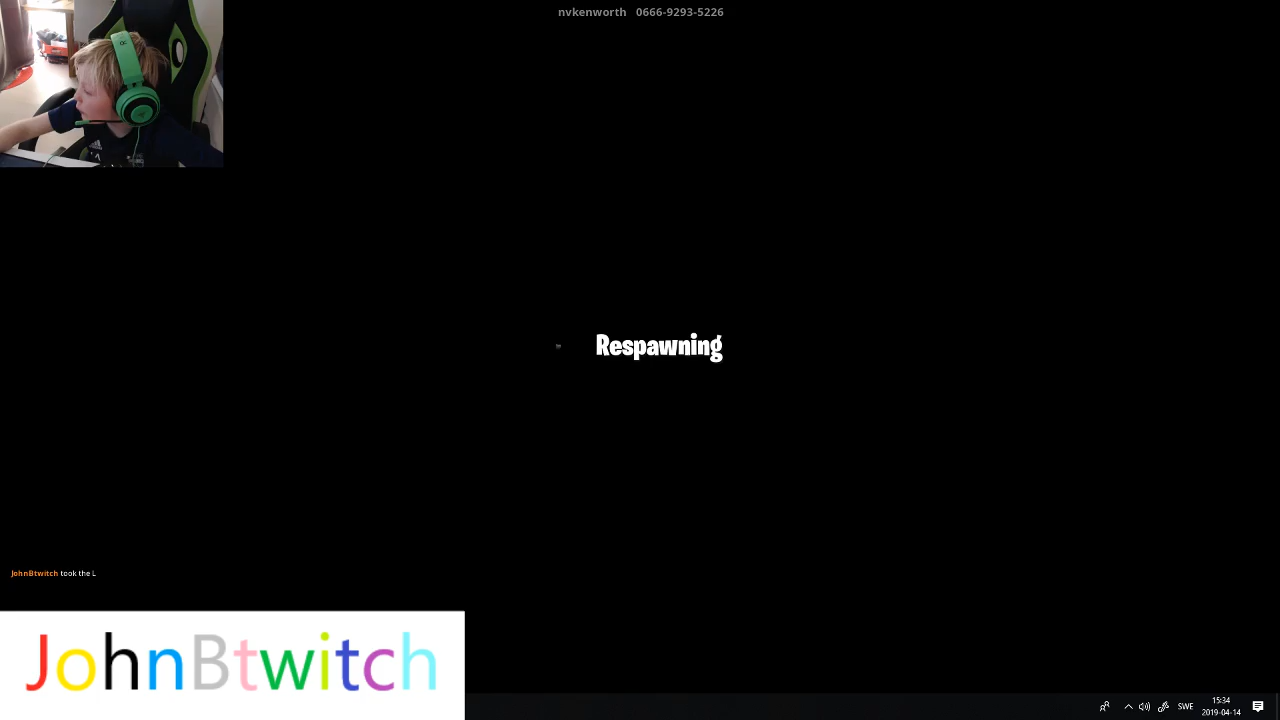 nvkenworth 0666-9293-5226
Respawning
JohnBtwitch took the L
JohnBtwitch
SWE
15:34
2019-04-14